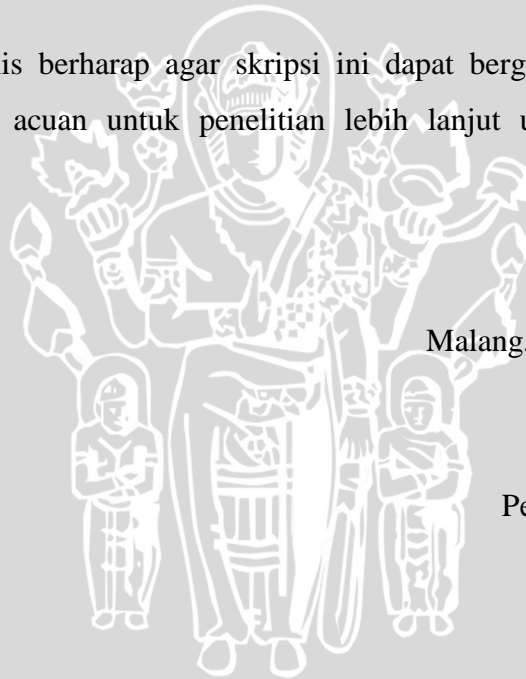 is berharap agar skripsi ini dapat berg
acuan untuk penelitian lebih lanjut u
Malang,
Pe